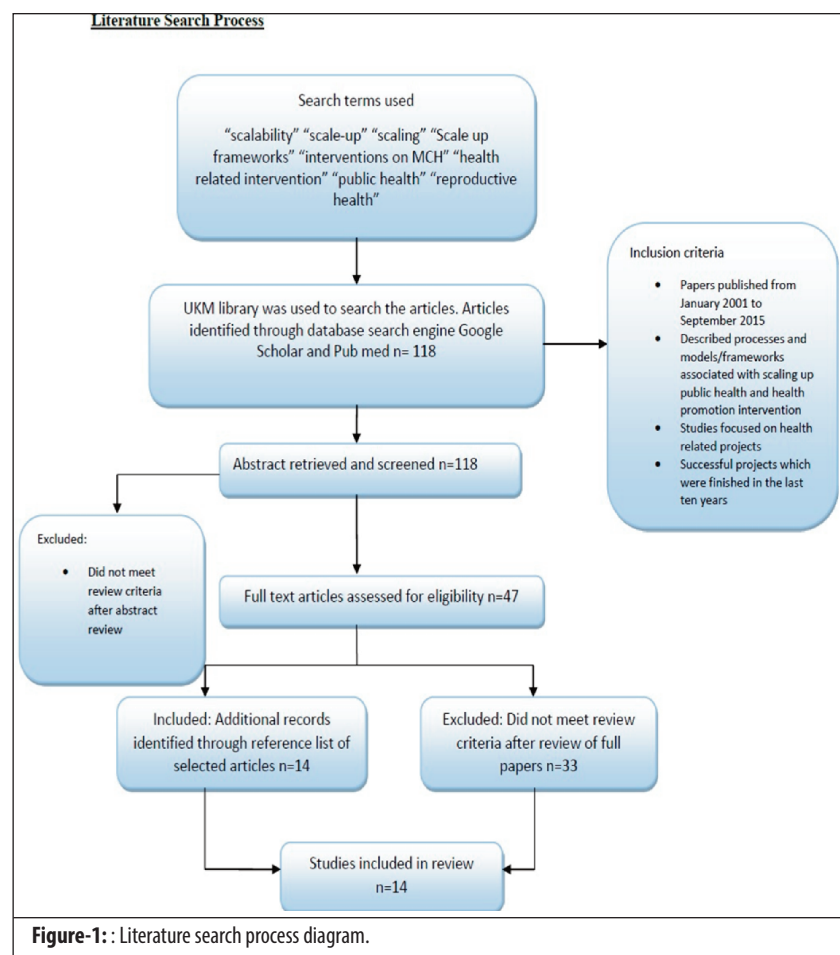 Literature Search Process
Search terms used
“scalability” “scale-up” “scaling” “Scale up
frameworks” “interventions on MCH” “health
related intervention” “public health” “reproductive
health”
Inclusion criteria
• Papers published from
January 2001 to
September 2015
• Described processes and
models/frameworks
associated with scaling up
public health and health
promotion intervention
• Studies focused on health
related projects
• Successful projects which
were finished in the last
ten years
UKM library was used to search the articles. Articles
identified through database search engine Google
Scholar and Pub med n= 118
Abstract retrieved and screened n=118
Excluded:
• Did not meet
review criteria
after abstract
review
Full text articles assessed for eligibility n=47
Included: Additional records
identified through reference list of
selected articles n=14
Excluded: Did not meet review
criteria after review of full
papers n=33
Studies included in review
n=14
Figure-1: : Literature search process diagram.